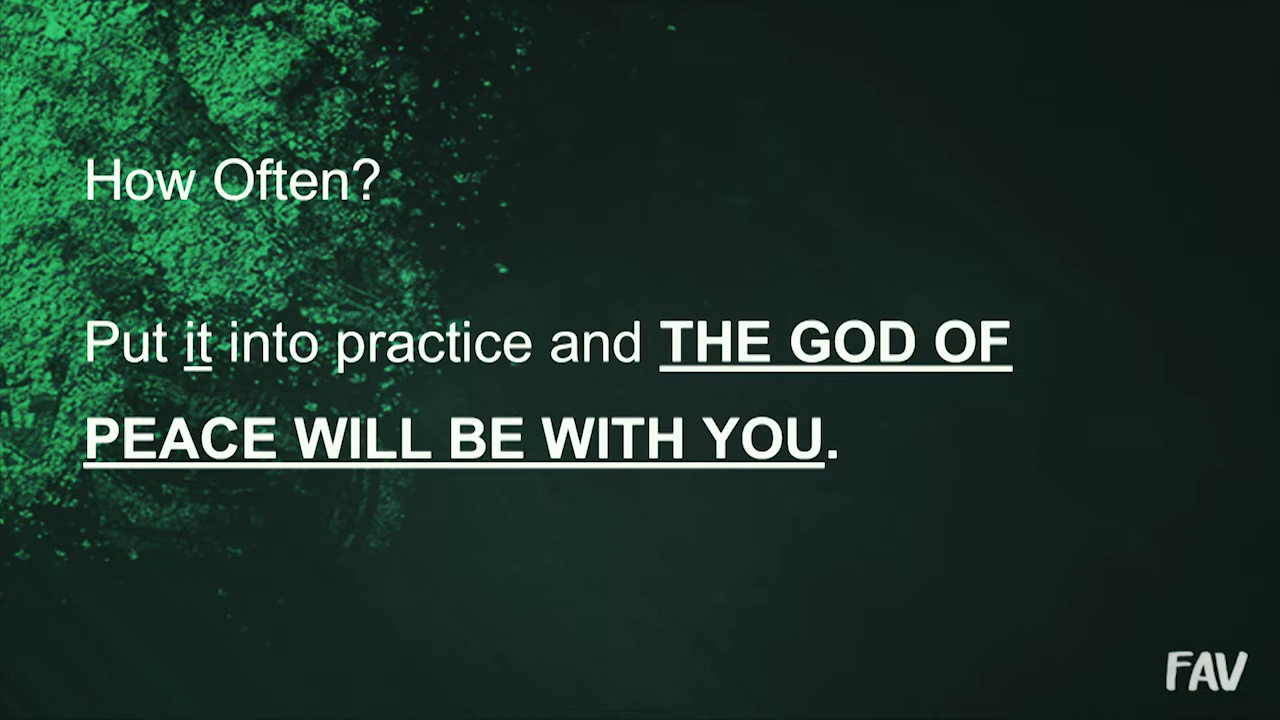 How Often?
Put it into practice and THE GOD OF
PEACE WILL BE WITH YOU.
FAV